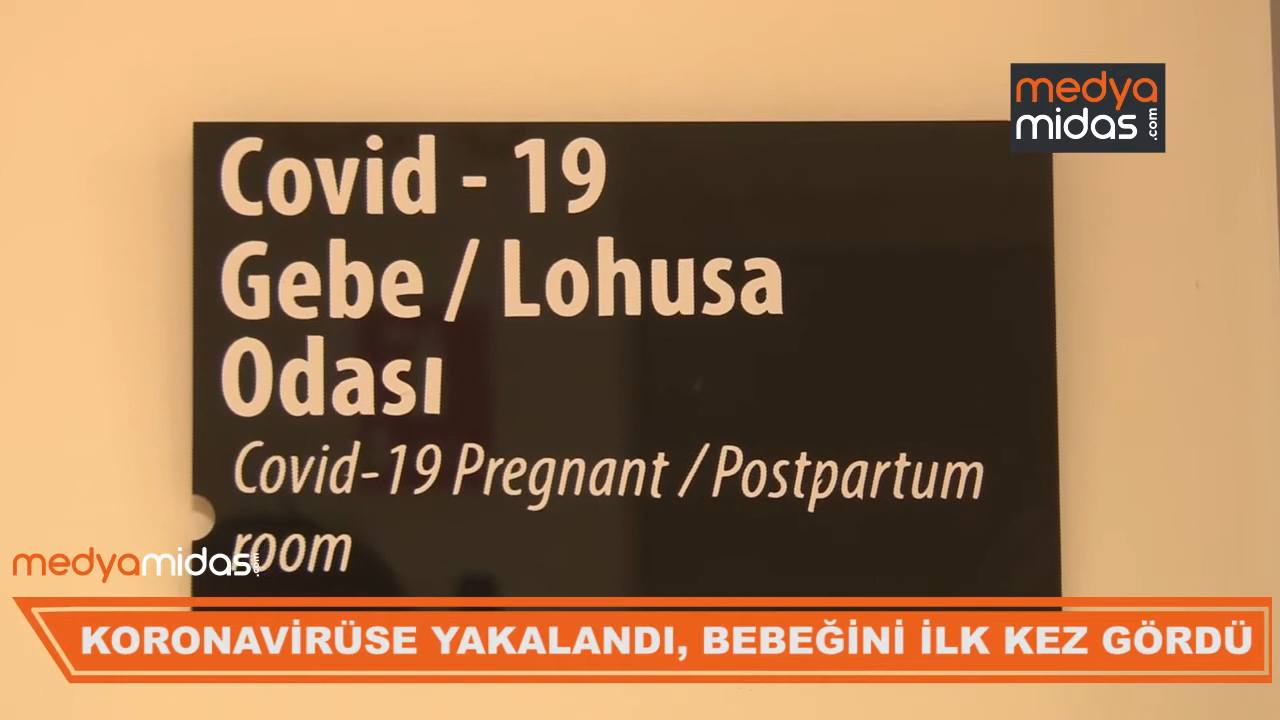 medya
midas.com
Covid - 19
Gebe / Lohusa
Odası
Covid-19 Pregnant / Postpartum
room
medyamidas.com
KORONAVİRÜSE YAKALANDI, BEBEĞİNİ İLK KEZ GÖRDÜ